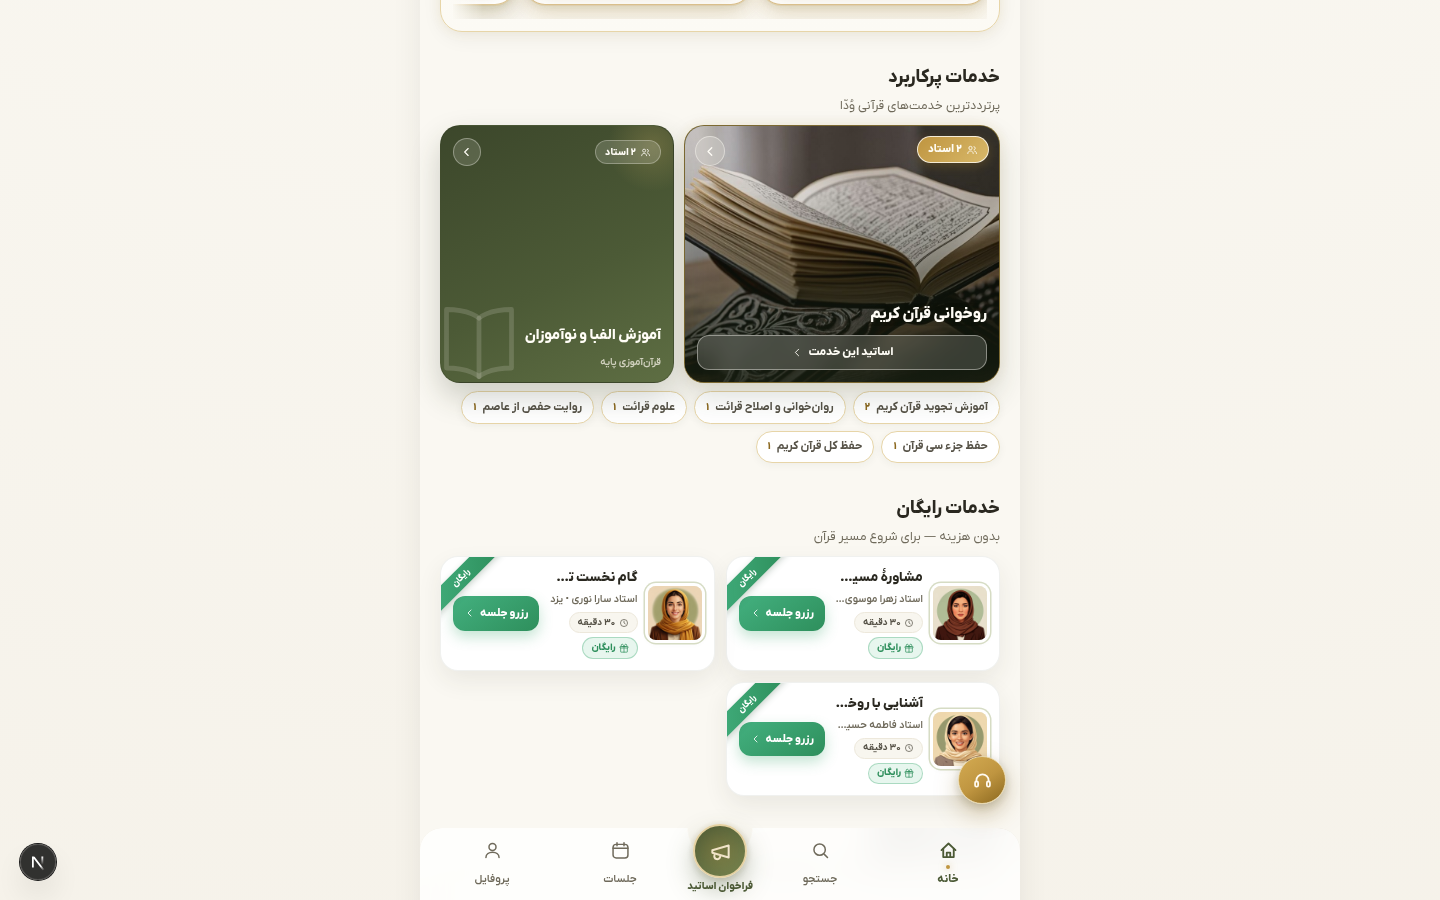 خدمات پرکاربرد
پرترددترین خدمت‌های قرآنی وُدّا
۲ استاد
روخوانی قرآن کریم
اساتید این خدمت
۲ استاد
آموزش الفبا و نوآموزان
قرآن‌آموزی پایه
آموزش تجوید قرآن کریم ۲
روان‌خوانی و اصلاح قرائت ۱
علوم قرائت ۱
روایت حفص از عاصم ۱
حفظ جزء سی قرآن ۱
حفظ کل قرآن کریم ۱
خدمات رایگان
بدون هزینه — برای شروع مسیر قرآن
رایگان
مشاورهٔ مسیـ...
استاد زهرا موسوی...
۳۰ دقیقه
رایگان
رزرو جلسه
رایگان
گام نخست تـ...
استاد سارا نوری • یزد
۳۰ دقیقه
رایگان
رزرو جلسه
رایگان
آشنایی با روخـ...
استاد فاطمه حسیـ...
۳۰ دقیقه
رایگان
رزرو جلسه
خانه
جستجو
فراخوان اساتید
جلسات
پروفایل
N